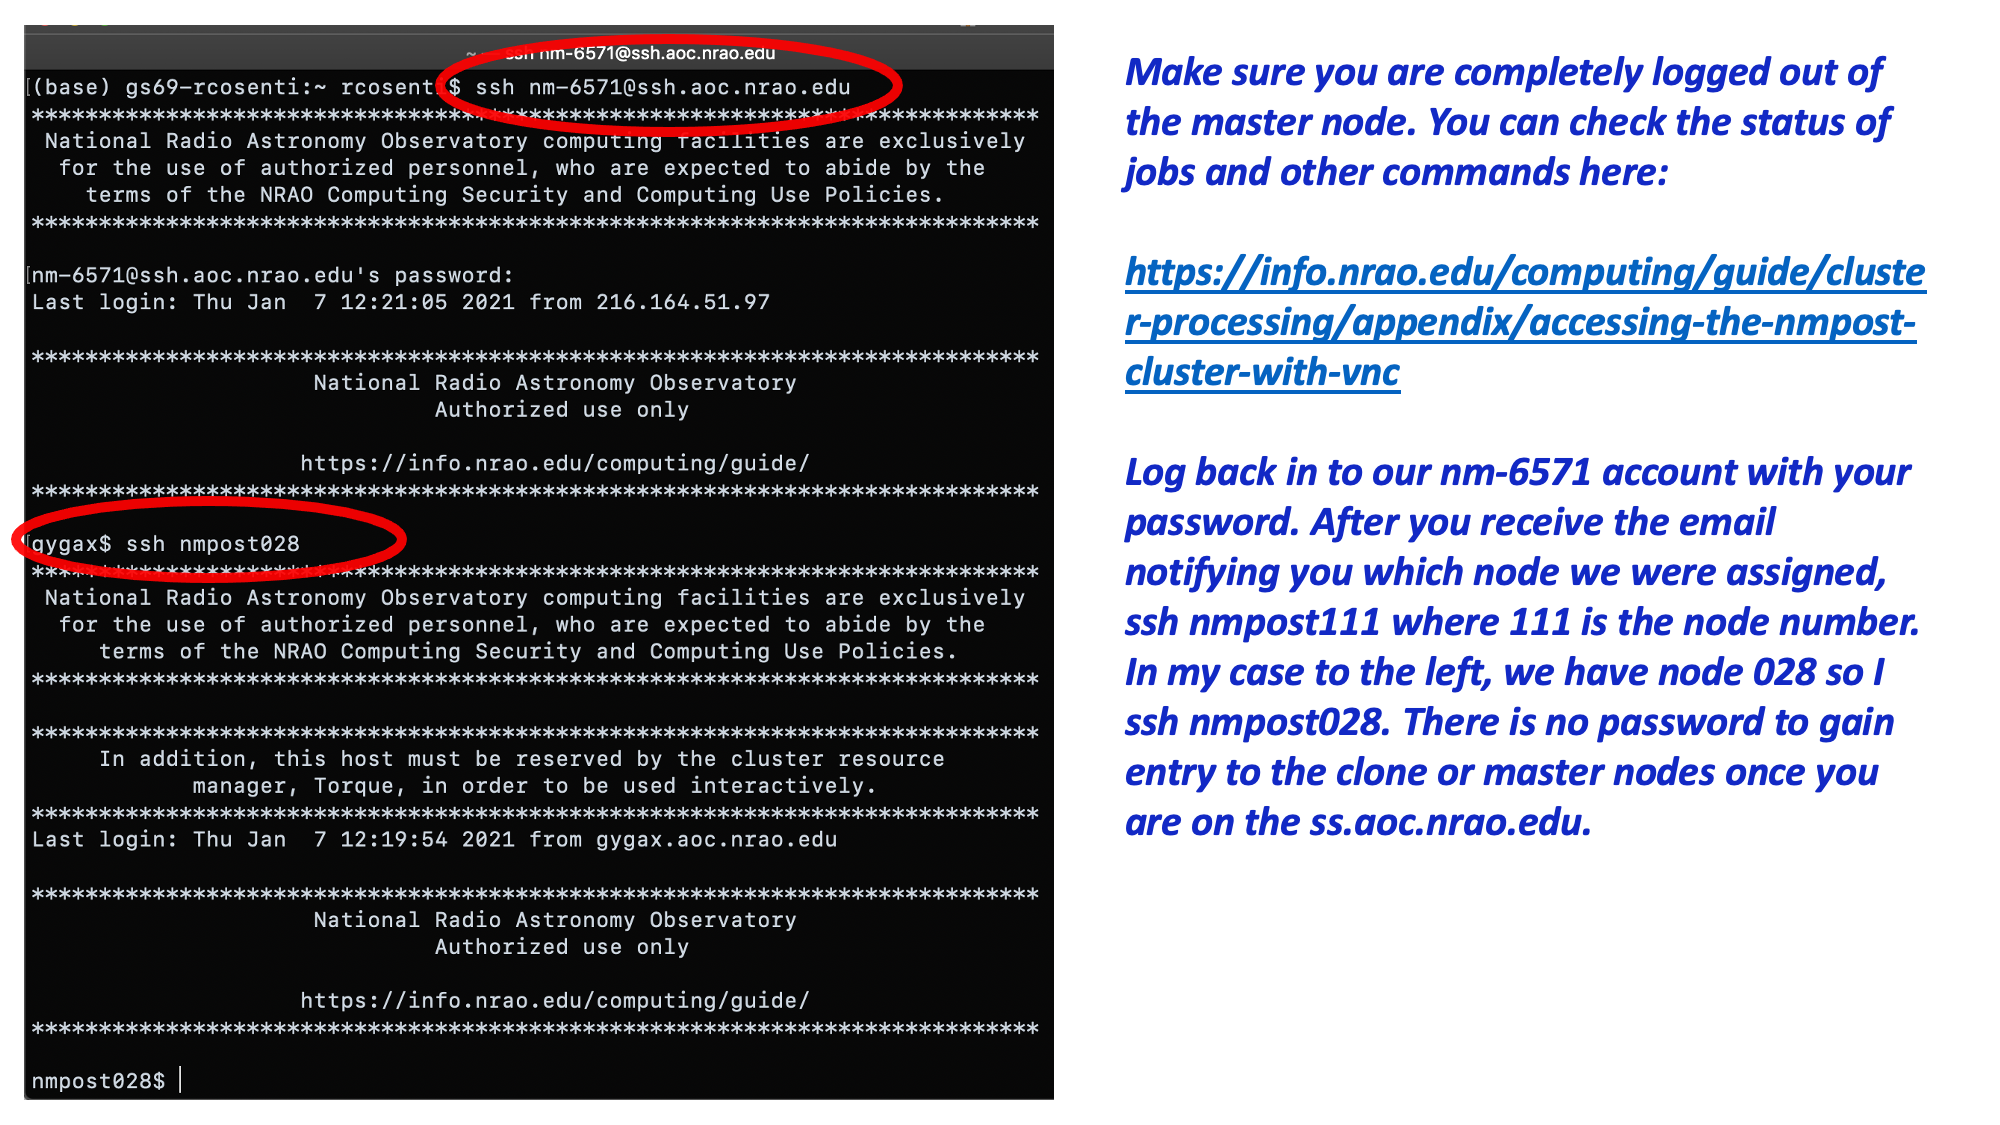 ~ — ssh nm-6571@ssh.aoc.nrao.edu
(base) gs69-rcosenti:~ rcosenti$ ssh nm-6571@ssh.aoc.nrao.edu
***************************************************************************
National Radio Astronomy Observatory computing facilities are exclusively
for the use of authorized personnel, who are expected to abide by the
terms of the NRAO Computing Security and Computing Use Policies.
***************************************************************************
nm-6571@ssh.aoc.nrao.edu's password:
Last login: Thu Jan  7 12:21:05 2021 from 216.164.51.97
***************************************************************************
National Radio Astronomy Observatory
Authorized use only
https://info.nrao.edu/computing/guide/
***************************************************************************
gygax$ ssh nmpost028
***************************************************************************
National Radio Astronomy Observatory computing facilities are exclusively
for the use of authorized personnel, who are expected to abide by the
terms of the NRAO Computing Security and Computing Use Policies.
***************************************************************************
***************************************************************************
In addition, this host must be reserved by the cluster resource
manager, Torque, in order to be used interactively.
***************************************************************************
Last login: Thu Jan  7 12:19:54 2021 from gygax.aoc.nrao.edu
***************************************************************************
National Radio Astronomy Observatory
Authorized use only
https://info.nrao.edu/computing/guide/
***************************************************************************
nmpost028$
Make sure you are completely logged out of
the master node. You can check the status of
jobs and other commands here:
https://info.nrao.edu/computing/guide/cluste
r-processing/appendix/accessing-the-nmpost-
cluster-with-vnc
Log back in to our nm-6571 account with your
password. After you receive the email
notifying you which node we were assigned,
ssh nmpost111 where 111 is the node number.
In my case to the left, we have node 028 so I
ssh nmpost028. There is no password to gain
entry to the clone or master nodes once you
are on the ss.aoc.nrao.edu.